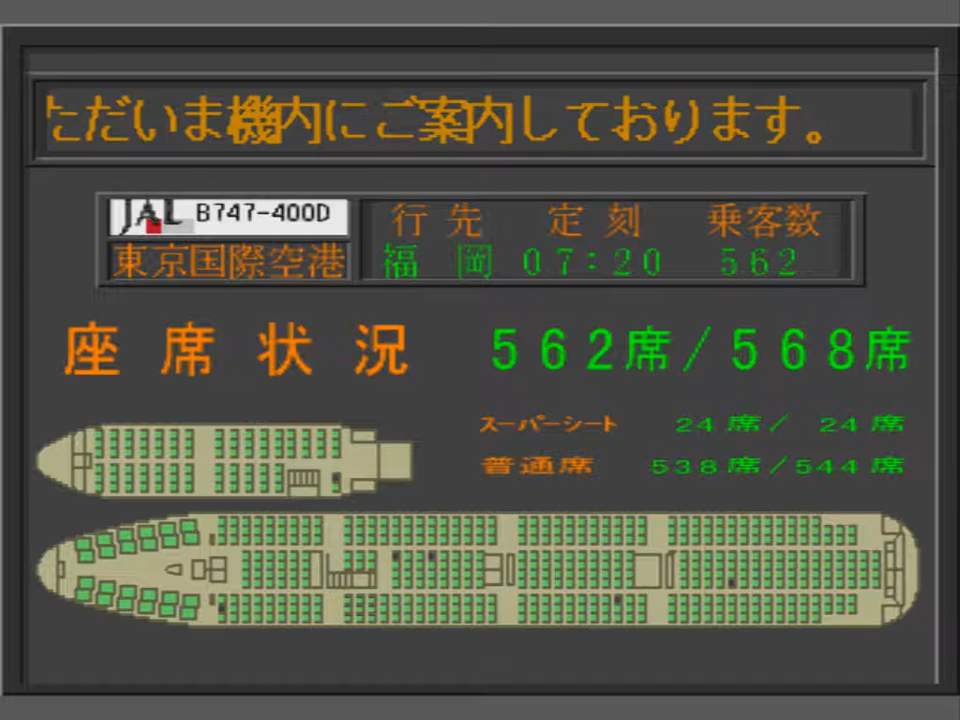 ただいま機内にご案内しております。
JAL B747-400D
東京国際空港
行先 定刻 乗客数
福岡 07:20 562
座席状況 562席/568席
スーパーシート 24席/ 24席
普通席 538席/544席